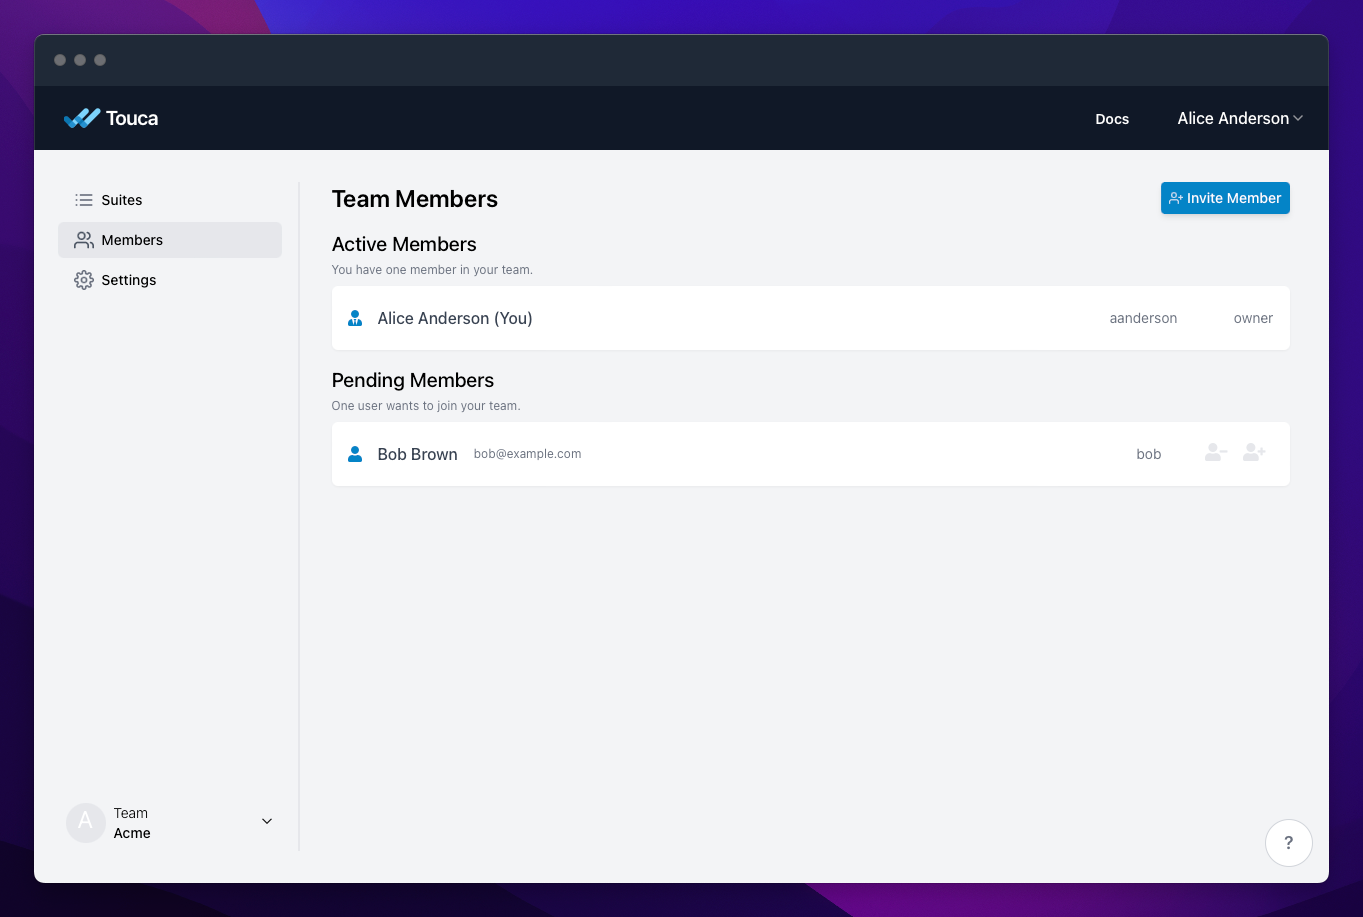 Touca
Docs
Alice Anderson
Suites
Members
Settings
Team Members
Invite Member
Active Members
You have one member in your team.
Alice Anderson (You)
aanderson
owner
Pending Members
One user wants to join your team.
Bob Brown
bob@example.com
bob
A
Team
Acme
?